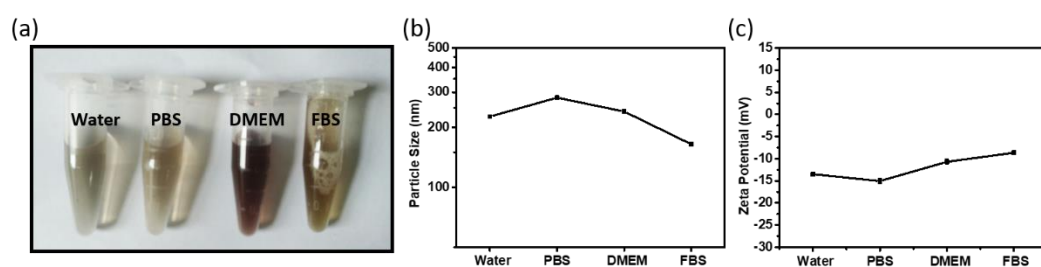 (a)
Water PBS DMEM FBS
(b)
Particle Size (nm)
500
300
200
100
Water PBS DMEM FBS
(c)
Zeta Potential (mV)
15
10
5
0
-5
-10
-15
-20
-25
-30
Water PBS DMEM FBS